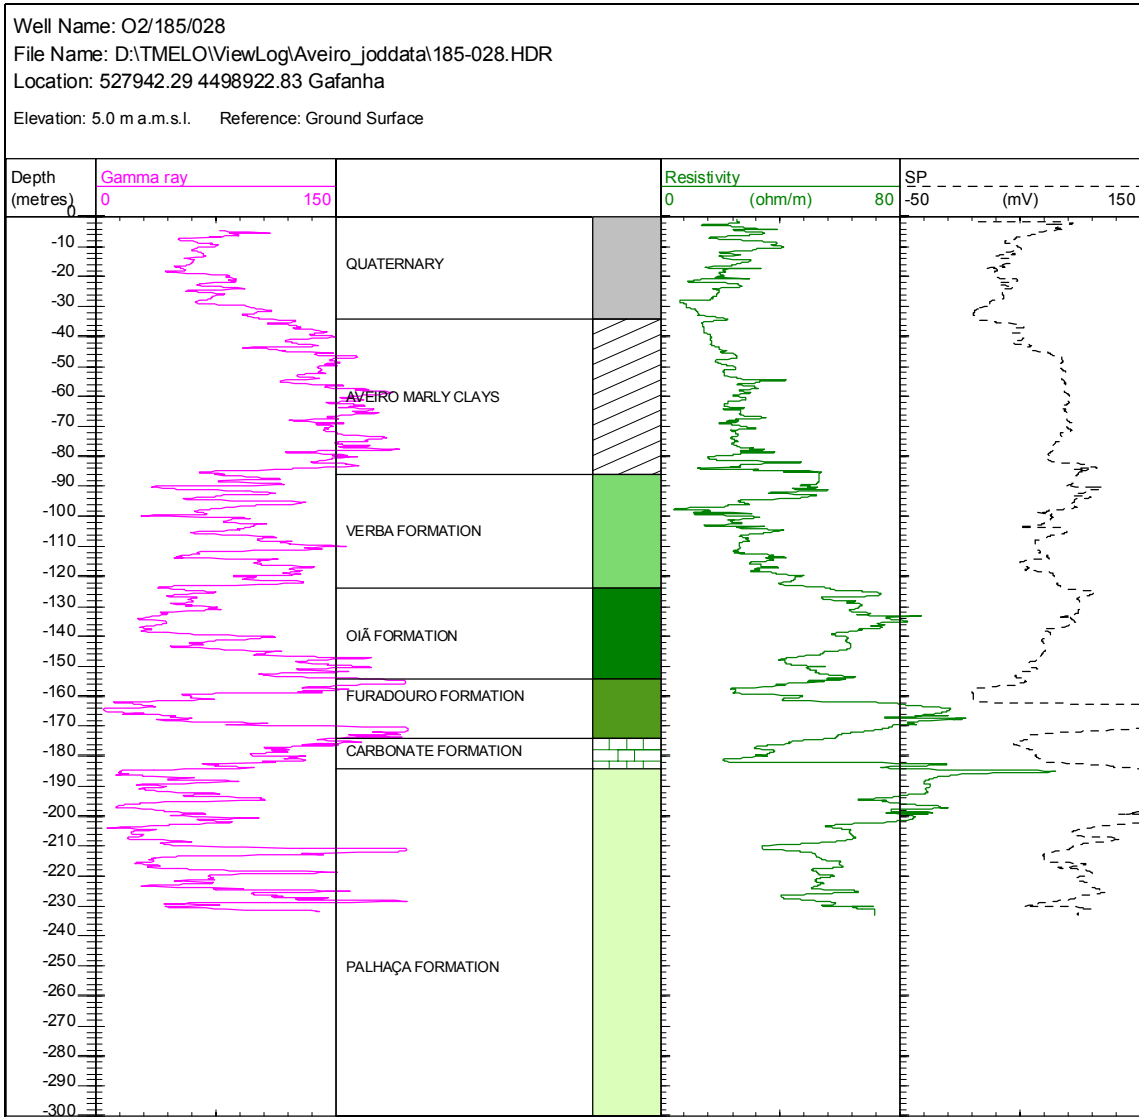 Well Name: O2/185/028
File Name: D:\TMELO\ViewLog\Aveiro_joddata\185-028.HDR
Location: 527942.29 4498922.83 Gafanha
Elevation: 5.0 m a.m.s.l. Reference: Ground Surface
Depth Gamma ray Resistivity SP
(metres) 0 150 0 (ohm/m) 80 -50 (mV) 150
0
-10
QUATERNARY
-20
-30
-40
-50
AVEIRO MARLY CLAYS
-60
-70
-80
-90
-100
VERBA FORMATION
-110
-120
-130
OIÃ FORMATION
-140
-150
FURADOURO FORMATION
-160
-170
CARBONATE FORMATION
-180
-190
-200
-210
-220
-230
-240
PALHAÇA FORMATION
-250
-260
-270
-280
-290
-300